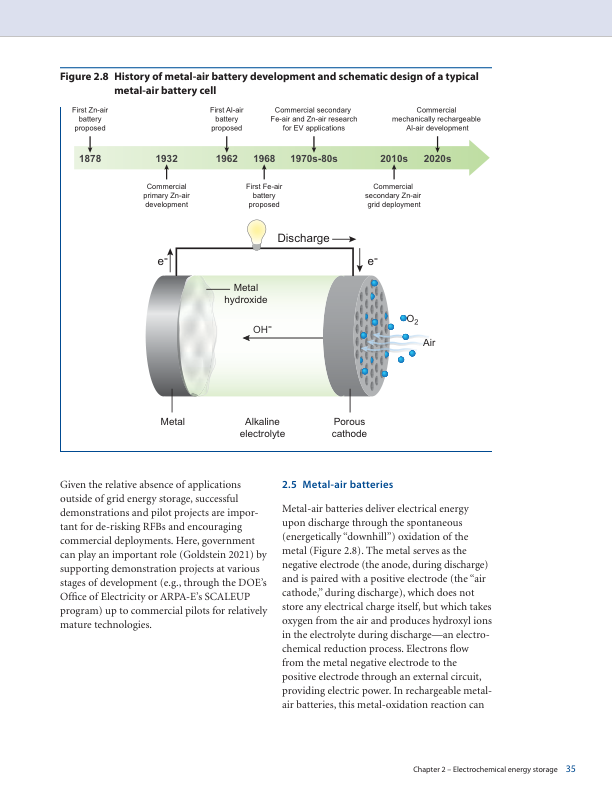 Figure 2.8 History of metal-air battery development and schematic design of a typical
metal-air battery cell
First Zn-air
battery
proposed
First Al-air
battery
proposed
Commercial secondary
Fe-air and Zn-air research
for EV applications
Commercial
mechanically rechargeable
Al-air development
1878 1932 1962 1968 1970s-80s 2010s 2020s
Commercial
primary Zn-air
development
First Fe-air
battery
proposed
Commercial
secondary Zn-air
grid deployment
Discharge
e⁻
e⁻
Metal
hydroxide
OH⁻
O₂
Air
Metal
Alkaline
electrolyte
Porous
cathode
Given the relative absence of applications
outside of grid energy storage, successful
demonstrations and pilot projects are impor-
tant for de-risking RFBs and encouraging
commercial deployments. Here, government
can play an important role (Goldstein 2021) by
supporting demonstration projects at various
stages of development (e.g., through the DOE’s
Office of Electricity or ARPA-E’s SCALEUP
program) up to commercial pilots for relatively
mature technologies.
2.5 Metal-air batteries
Metal-air batteries deliver electrical energy
upon discharge through the spontaneous
(energetically “downhill”) oxidation of the
metal (Figure 2.8). The metal serves as the
negative electrode (the anode, during discharge)
and is paired with a positive electrode (the “air
cathode,” during discharge), which does not
store any electrical charge itself, but which takes
oxygen from the air and produces hydroxyl ions
in the electrolyte during discharge—an electro-
chemical reduction process. Electrons flow
from the metal negative electrode to the
positive electrode through an external circuit,
providing electric power. In rechargeable metal-
air batteries, this metal-oxidation reaction can
Chapter 2 – Electrochemical energy storage 35